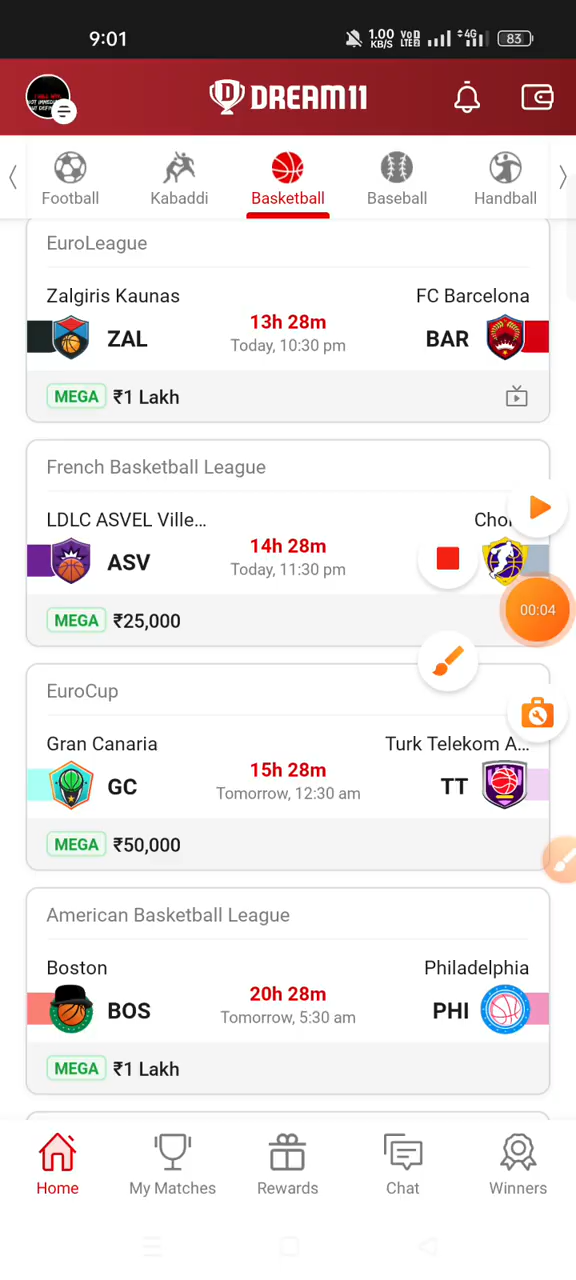 9:01
1.00 KB/S
VoD LTE2
4G
83
DREAM11
Football
Kabaddi
Basketball
Baseball
Handball
EuroLeague
Zalgiris Kaunas
FC Barcelona
13h 28m
ZAL
BAR
Today, 10:30 pm
MEGA ₹1 Lakh
French Basketball League
LDLC ASVEL Ville...
14h 28m
ASV
Today, 11:30 pm
00:04
MEGA ₹25,000
EuroCup
Gran Canaria
Turk Telekom A...
15h 28m
GC
TT
Tomorrow, 12:30 am
MEGA ₹50,000
American Basketball League
Boston
Philadelphia
20h 28m
BOS
PHI
Tomorrow, 5:30 am
MEGA ₹1 Lakh
Home
My Matches
Rewards
Chat
Winners